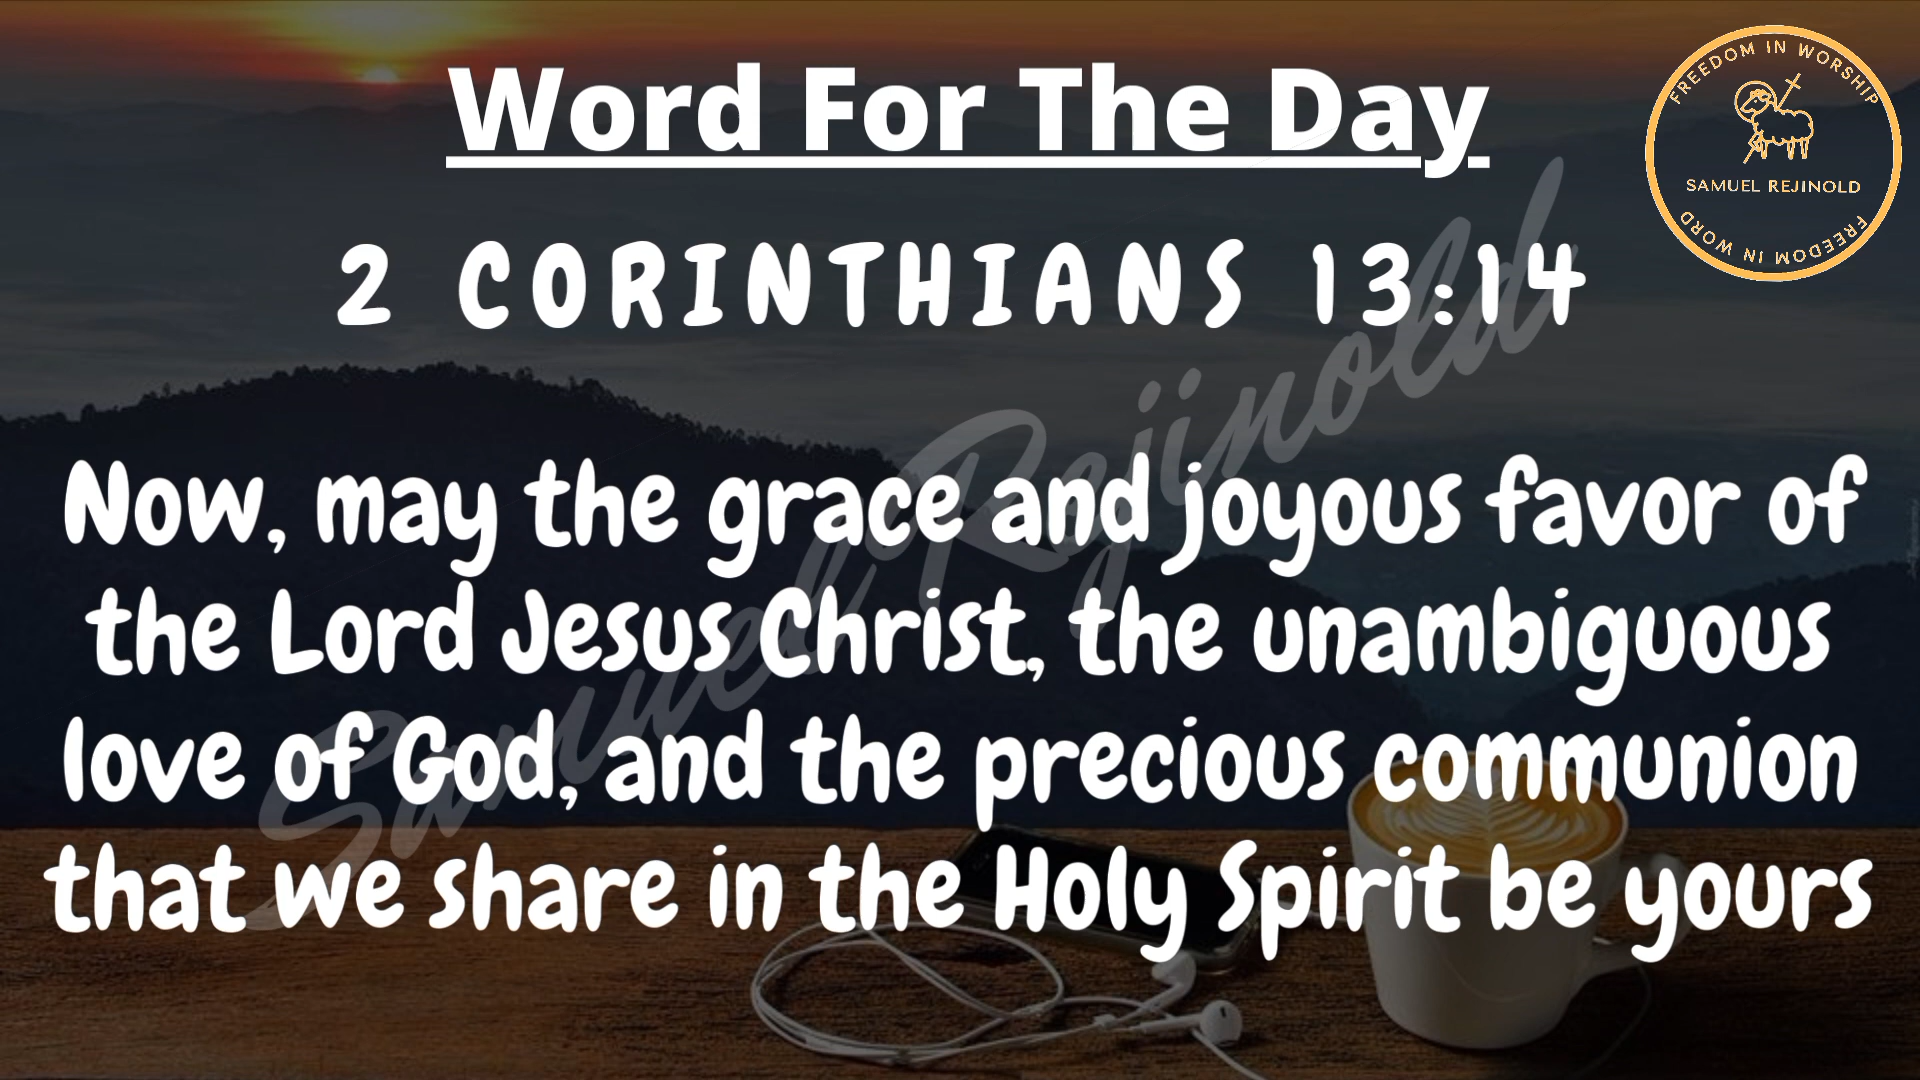 Word For The Day
FREEDOM IN WORSHIP
SAMUEL REJINOLD
FREEDOM IN WORD
2 CORINTHIANS 13:14
Now, may the grace and joyous favor of
the Lord Jesus Christ, the unambiguous
love of God, and the precious communion
that we share in the Holy Spirit be yours
Samuel Rejinold